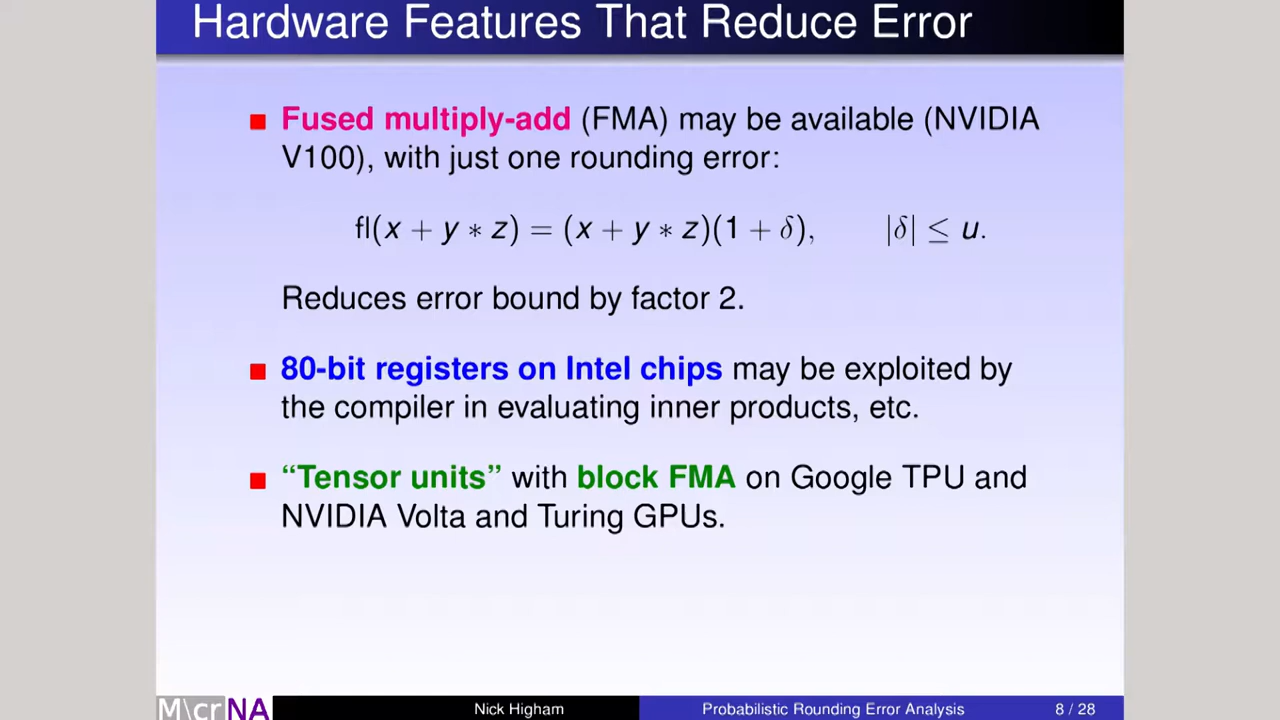 Hardware Features That Reduce Error
Fused multiply-add (FMA) may be available (NVIDIA
V100), with just one rounding error:
fl(x + y ∗ z) = (x + y ∗ z)(1 + δ), |δ| ≤ u.
Reduces error bound by factor 2.
80-bit registers on Intel chips may be exploited by
the compiler in evaluating inner products, etc.
“Tensor units” with block FMA on Google TPU and
NVIDIA Volta and Turing GPUs.
M\crNA Nick Higham Probabilistic Rounding Error Analysis 8 / 28